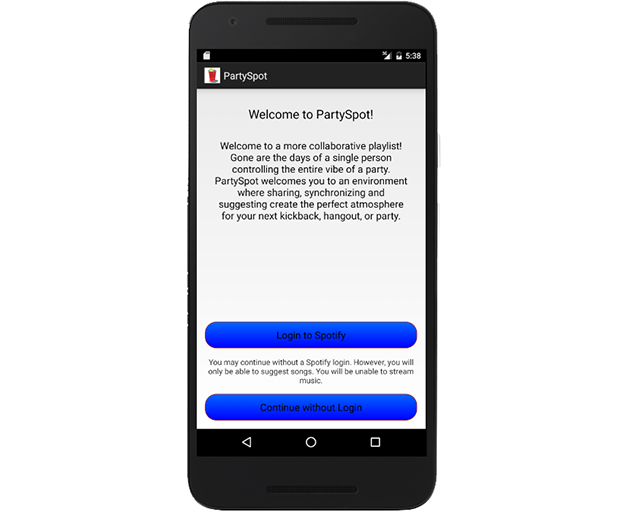 5:38
PartySpot
Welcome to PartySpot!
Welcome to a more collaborative playlist!
Gone are the days of a single person
controlling the entire vibe of a party.
PartySpot welcomes you to an environment
where sharing, synchronizing and
suggesting create the perfect atmosphere
for your next kickback, hangout, or party.
Login to Spotify
You may continue without a Spotify login. However, you will
only be able to suggest songs. You will be unable to stream
music.
Continue without Login